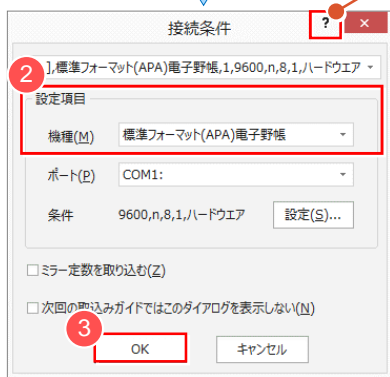 接続条件
?
×
2
],標準フォーマット(APA)電子野帳,1,9600,n,8,1,ハードウエア
設定項目
機種(M) 標準フォーマット(APA)電子野帳
ポート(P) COM1:
条件 9600,n,8,1,ハードウエア 設定(S)...
ミラー定数を取り込む(Z)
次回の取込みガイドではこのダイアログを表示しない(N)
3
OK キャンセル